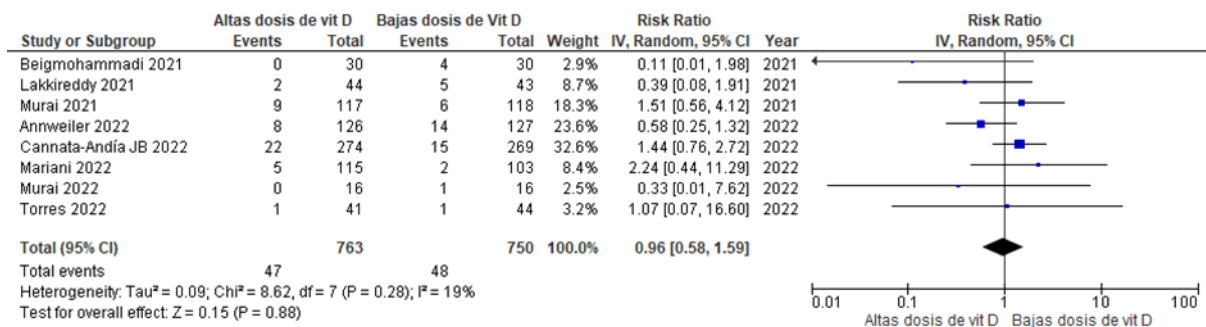 Altas dosis de vit D Bajas dosis de Vit D Risk Ratio Risk Ratio
Study or Subgroup Events Total Events Total Weight IV, Random, 95% CI Year IV, Random, 95% CI
Beigmohammadi 2021 0 30 4 30 2.9% 0.11 [0.01, 1.98] 2021
Lakkireddy 2021 2 44 5 43 8.7% 0.39 [0.08, 1.91] 2021
Murai 2021 9 117 6 118 18.3% 1.51 [0.56, 4.12] 2021
Annweiler 2022 8 126 14 127 23.6% 0.58 [0.25, 1.32] 2022
Cannata-Andía JB 2022 22 274 15 269 32.6% 1.44 [0.76, 2.72] 2022
Mariani 2022 5 115 2 103 8.4% 2.24 [0.44, 11.29] 2022
Murai 2022 0 16 1 16 2.5% 0.33 [0.01, 7.62] 2022
Torres 2022 1 41 1 44 3.2% 1.07 [0.07, 16.60] 2022
Total (95% CI) 763 750 100.0% 0.96 [0.58, 1.59]
Total events 47 48
Heterogeneity: Tau² = 0.09; Chi² = 8.62, df = 7 (P = 0.28); I² = 19%
Test for overall effect: Z = 0.15 (P = 0.88)
0.01 0.1 1 10 100
Altas dosis de vit D Bajas dosis de vit D